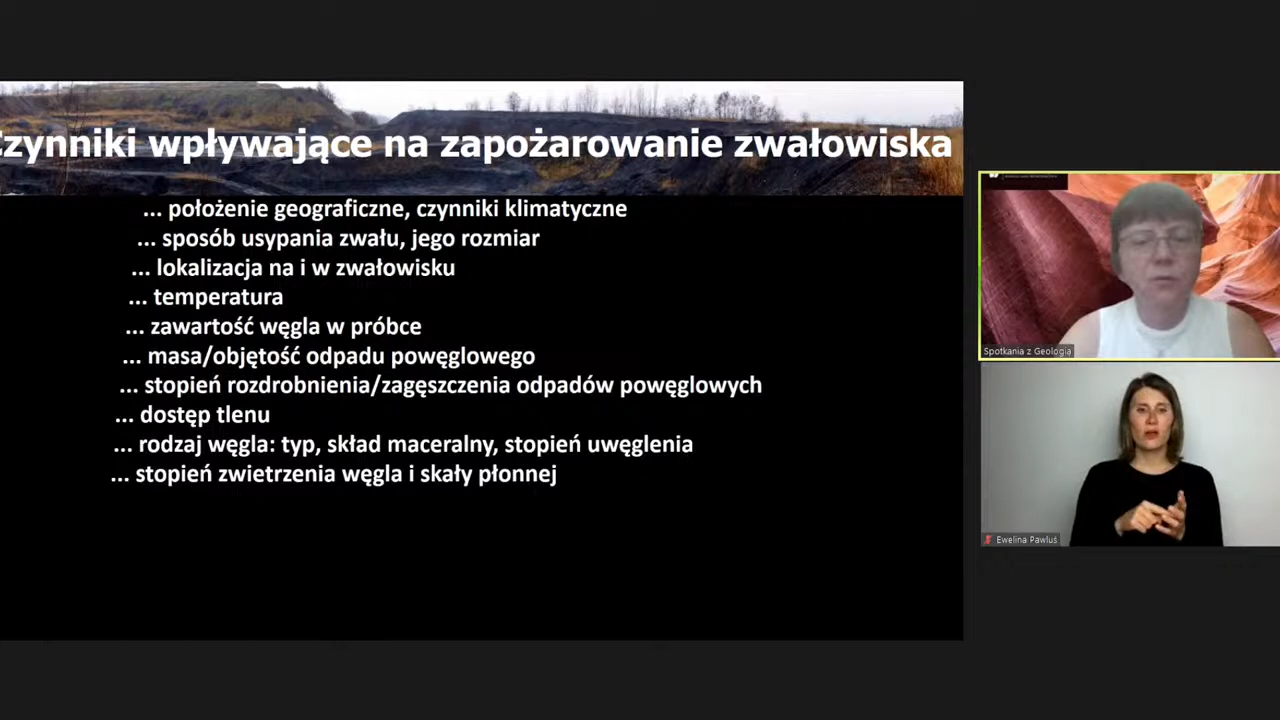 czynniki wpływające na zapożarowanie zwałowiska
... położenie geograficzne, czynniki klimatyczne
... sposób usypania zwału, jego rozmiar
... lokalizacja na i w zwałowisku
... temperatura
... zawartość węgla w próbce
... masa/objętość odpadu powęglowego
... stopień rozdrobnienia/zagęszczenia odpadów powęglowych
... dostęp tlenu
... rodzaj węgla: typ, skład maceralny, stopień uwęglenia
... stopień zwietrzenia węgla i skały płonnej
Spotkania z Geologią
Ewelina Pawluś